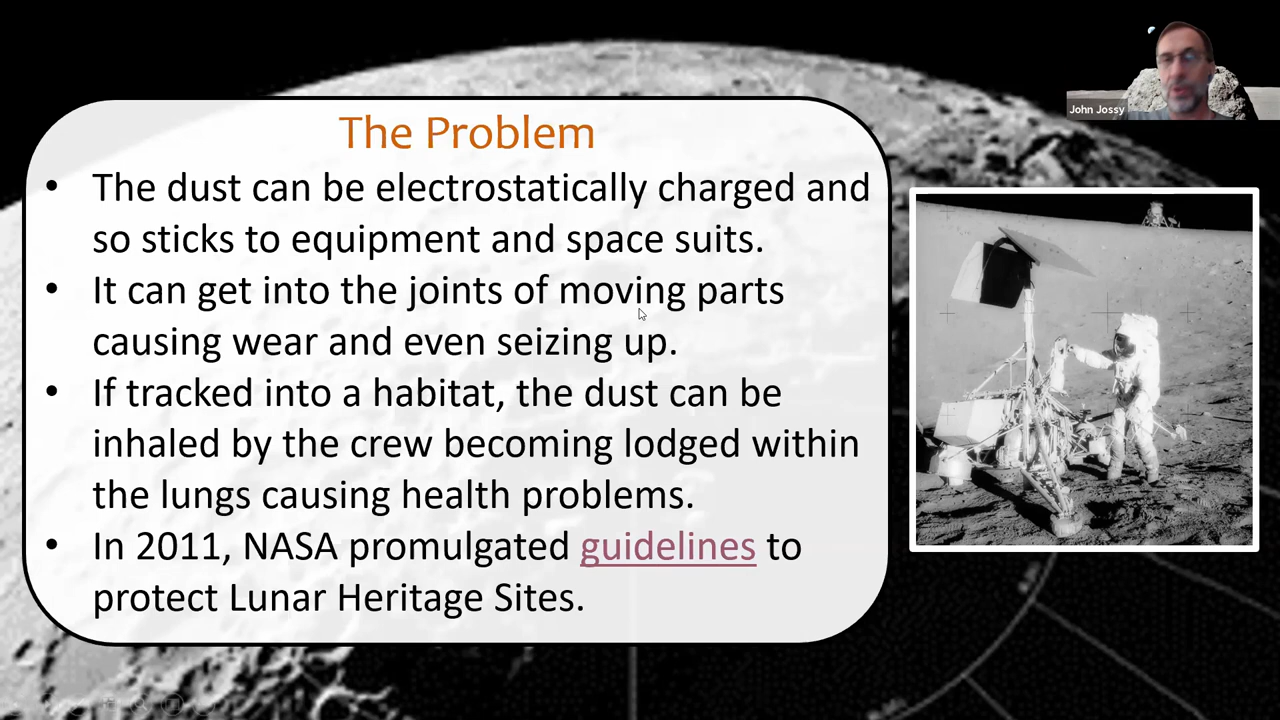 The Problem
• The dust can be electrostatically charged and
so sticks to equipment and space suits.
• It can get into the joints of moving parts
causing wear and even seizing up.
• If tracked into a habitat, the dust can be
inhaled by the crew becoming lodged within
the lungs causing health problems.
• In 2011, NASA promulgated guidelines to
protect Lunar Heritage Sites.
John Jossy